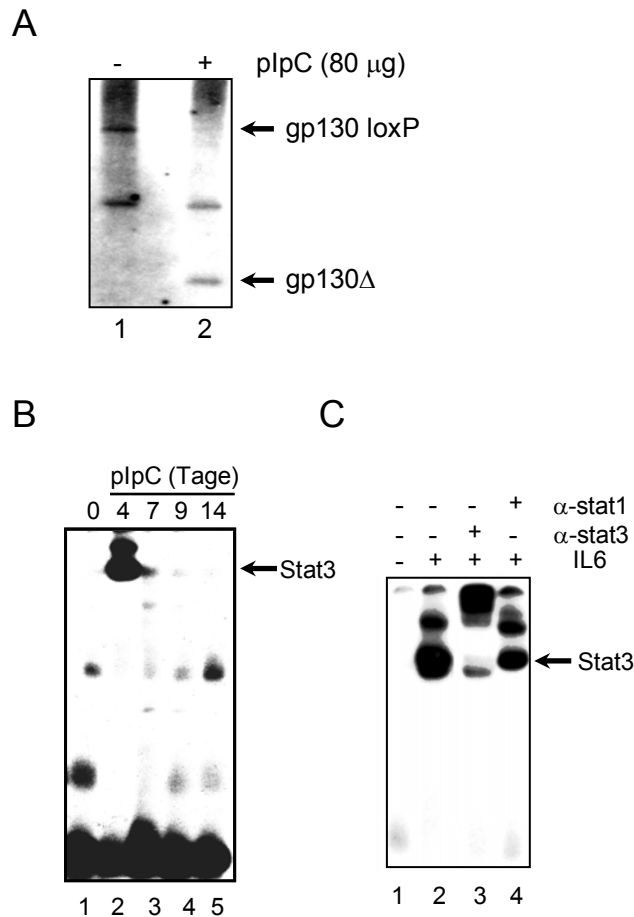 A
- + pIpC (80 μg)
gp130 loxP
gp130Δ
1 2
B
pIpC (Tage)
0 4 7 9 14
Stat3
1 2 3 4 5
C
- - - + α-stat1
- - + - α-stat3
- + + + IL6
Stat3
1 2 3 4